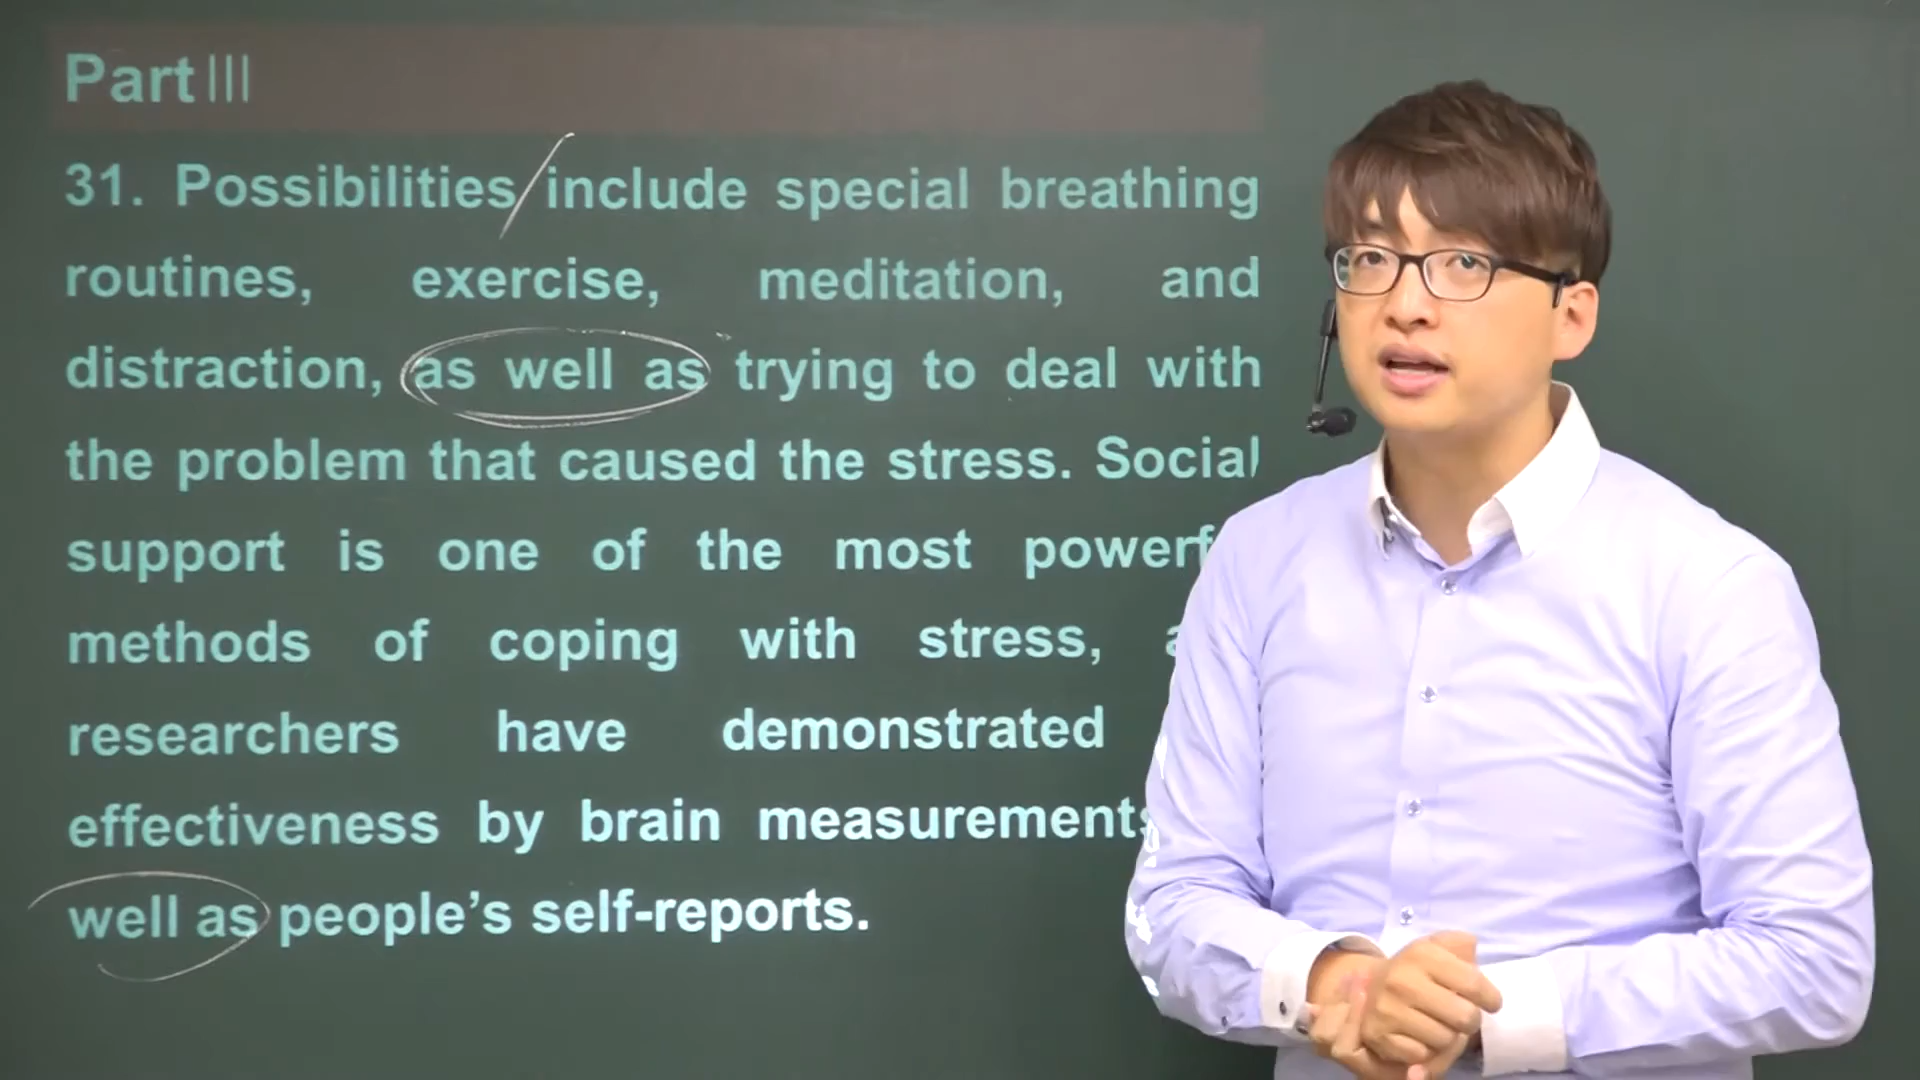 Part III
31. Possibilities include special breathing
routines, exercise, meditation, and
distraction, as well as trying to deal with
the problem that caused the stress. Social
support is one of the most
methods of coping with stress,
researchers have demonstrated
effectiveness by brain measurements
well as people's self-reports.